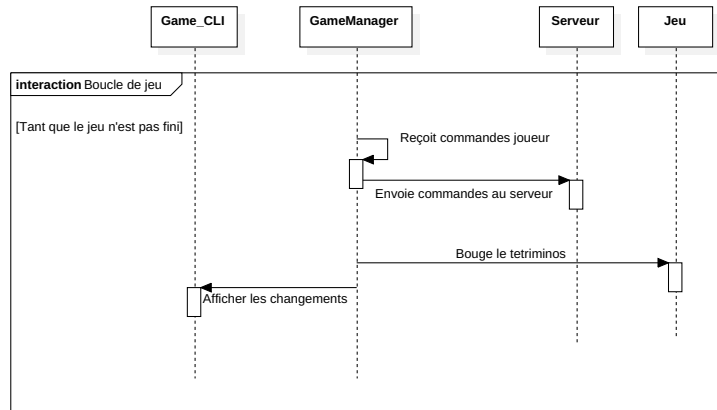 Game_CLI
GameManager
Serveur
Jeu
interaction Boucle de jeu
[Tant que le jeu n'est pas fini]
Reçoit commandes joueur
Envoie commandes au serveur
Bouge le tetriminos
Afficher les changements